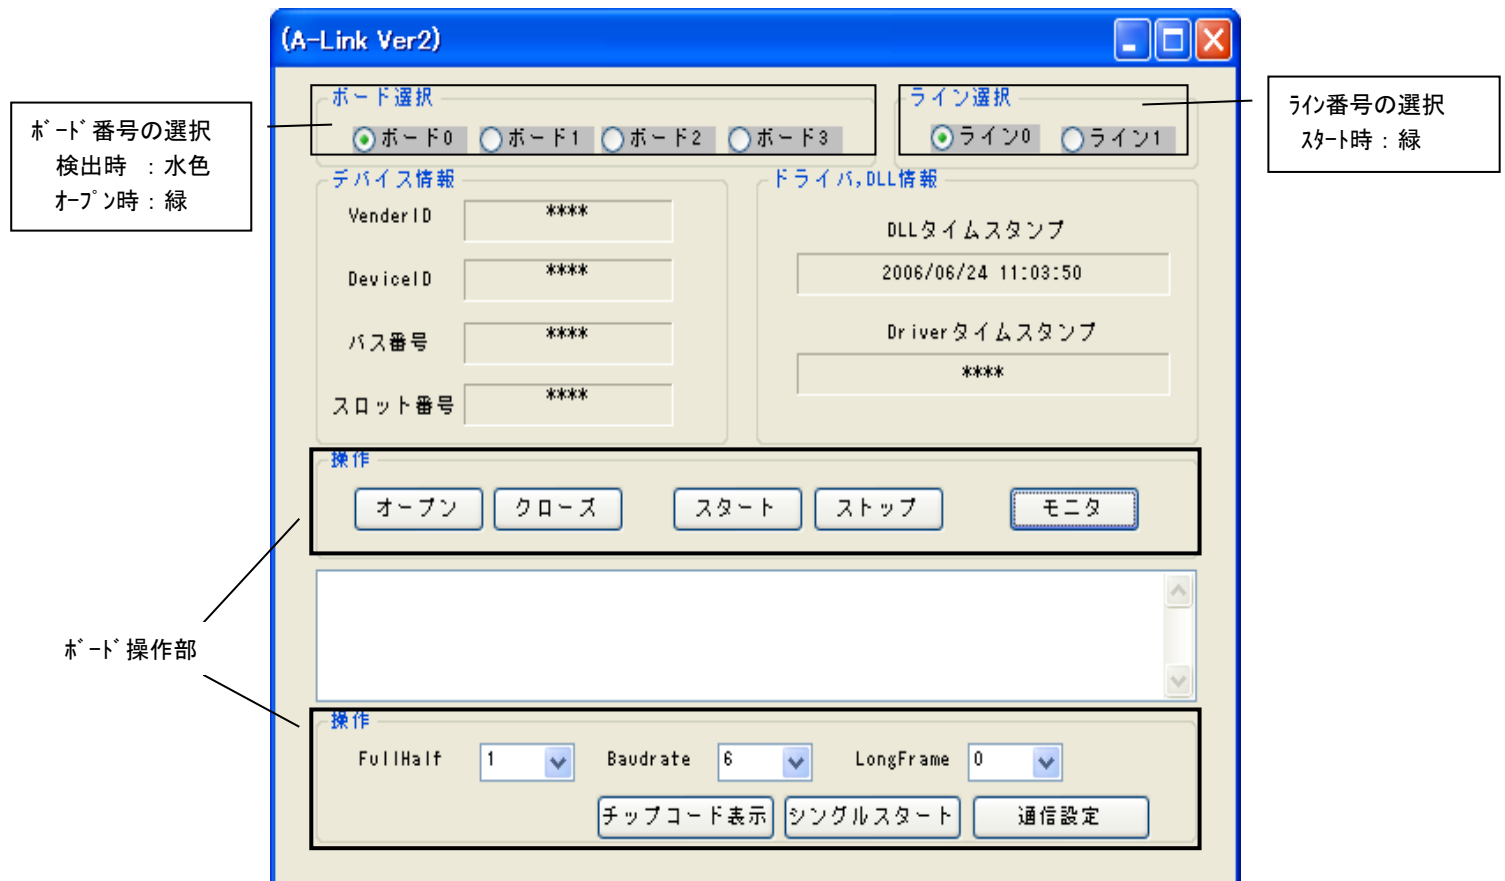 (A-Link Ver2)
ボード選択
ボード0 ボード1 ボード2 ボード3
ライン選択
ライン0 ライン1
ﾎﾞｰﾄﾞ番号の選択
検出時 : 水色
ｵｰﾌﾟﾝ時 : 緑
ﾗｲﾝ番号の選択
ｽﾀｰﾄ時 : 緑
デバイス情報
VenderID ****
DeviceID ****
バス番号 ****
スロット番号 ****
ドライバ,DLL情報
DLLタイムスタンプ
2006/06/24 11:03:50
Driverタイムスタンプ
****
操作
オープン クローズ スタート ストップ モニタ
ﾎﾞｰﾄﾞ操作部
操作
FullHalf 1 Baudrate 6 LongFrame 0
チップコード表示 シングルスタート 通信設定